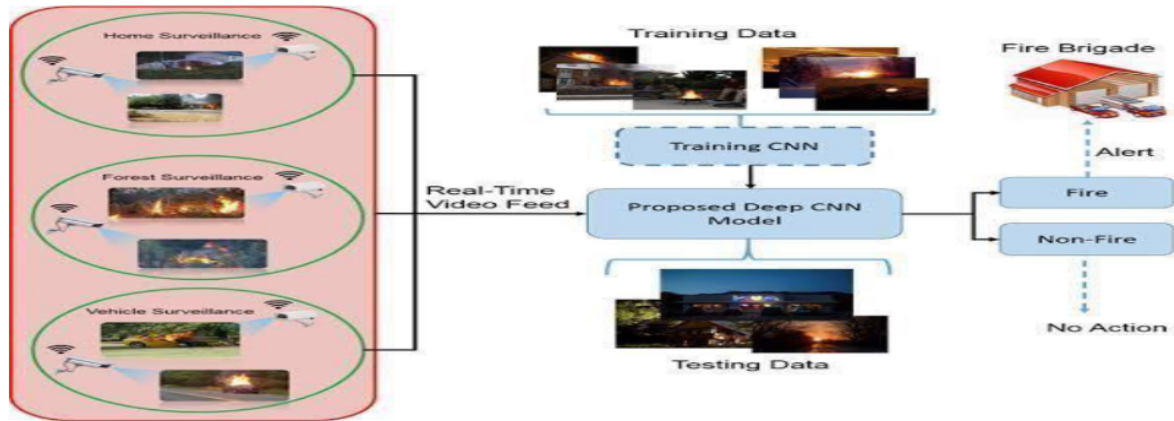 Home Surveillance
Forest Surveillance
Vehicle Surveillance
Real-Time
Video Feed
Training Data
Training CNN
Proposed Deep CNN
Model
Testing Data
Fire Brigade
Alert
Fire
Non-Fire
No Action